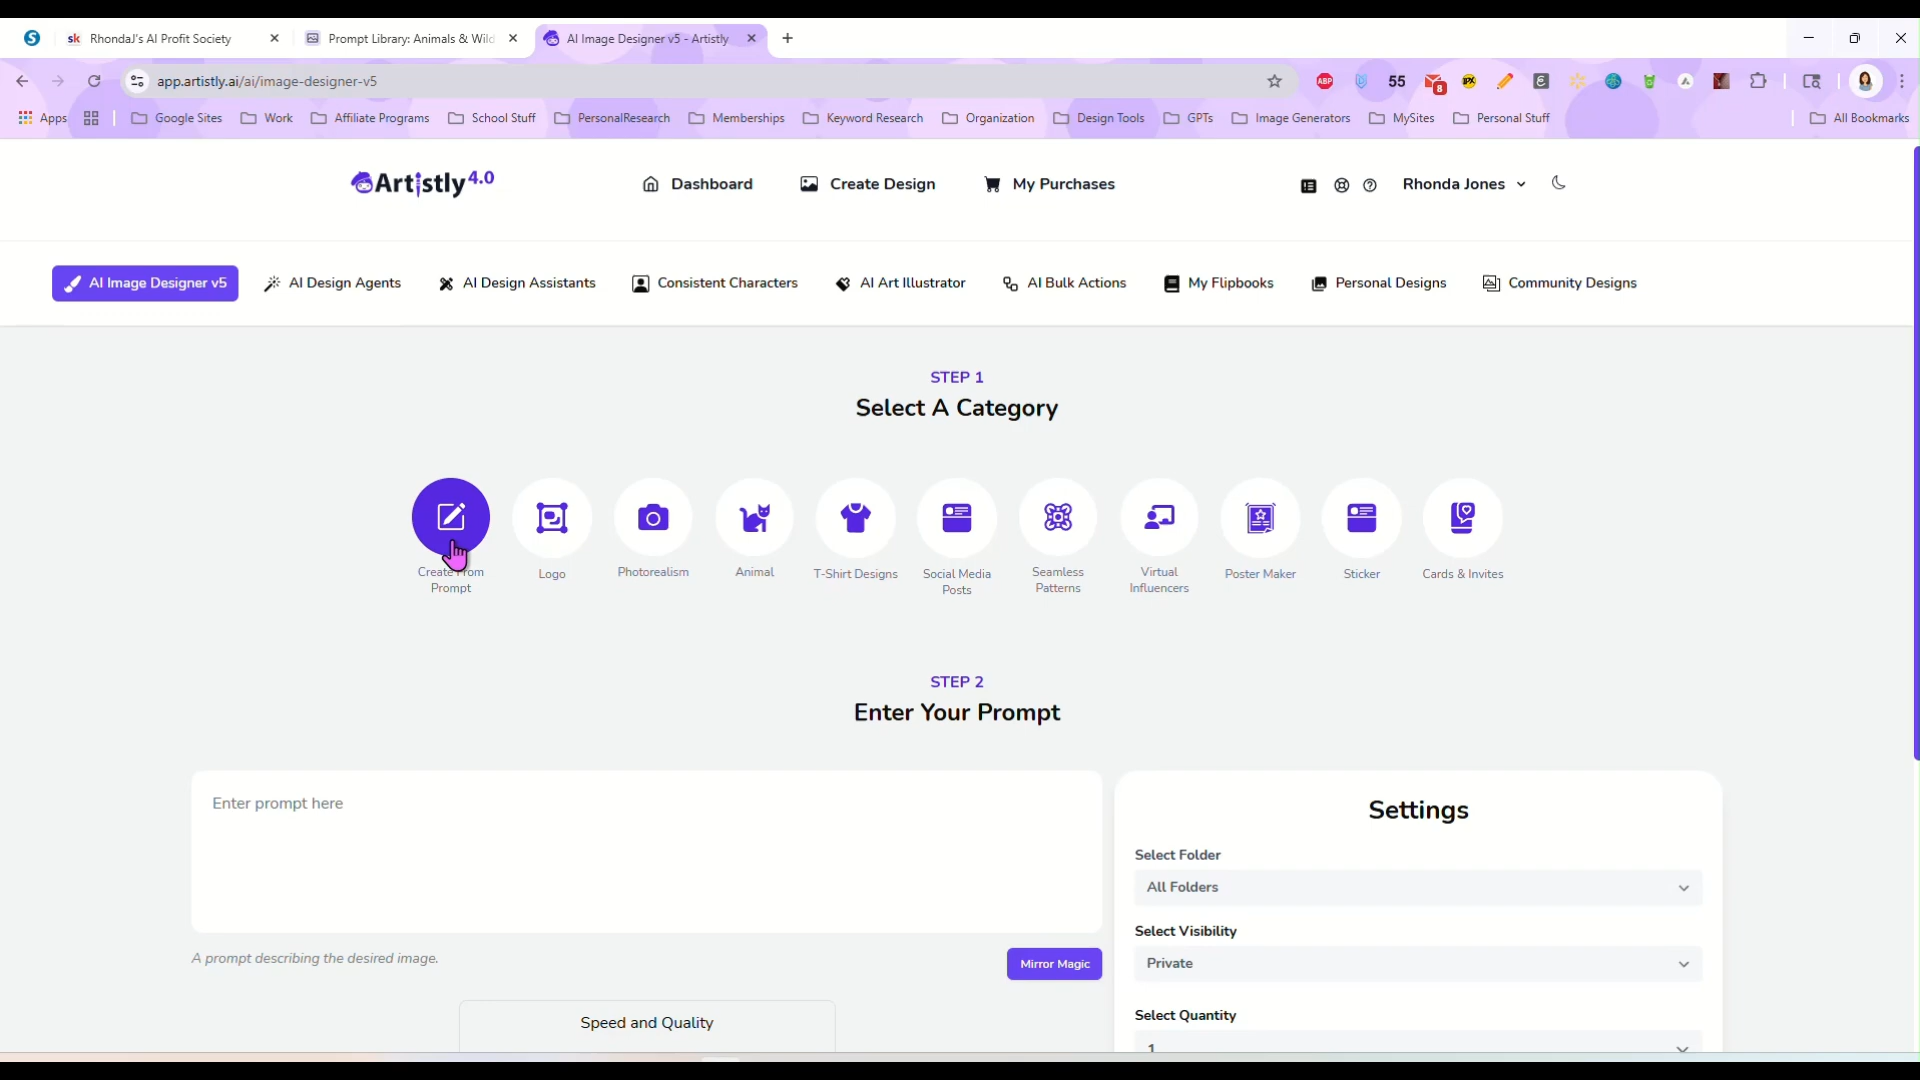 RhondaJ's AI Profit Society
Prompt Library: Animals & Wild
AI Image Designer v5 - Artistly
app.artistly.ai/ai/image-designer-v5
ABP
55
8
Apps
Google Sites
Work
Affiliate Programs
School Stuff
PersonalResearch
Memberships
Keyword Research
Organization
Design Tools
GPTs
Image Generators
MySites
Personal Stuff
All Bookmarks
Artistly 4.0
Dashboard
Create Design
My Purchases
Rhonda Jones
AI Image Designer v5
AI Design Agents
AI Design Assistants
Consistent Characters
AI Art Illustrator
AI Bulk Actions
My Flipbooks
Personal Designs
Community Designs
STEP 1
Select A Category
Create From
Prompt
Logo
Photorealism
Animal
T-Shirt Designs
Social Media
Posts
Seamless
Patterns
Virtual
Influencers
Poster Maker
Sticker
Cards & Invites
STEP 2
Enter Your Prompt
Enter prompt here
A prompt describing the desired image.
Mirror Magic
Speed and Quality
Settings
Select Folder
All Folders
Select Visibility
Private
Select Quantity
1